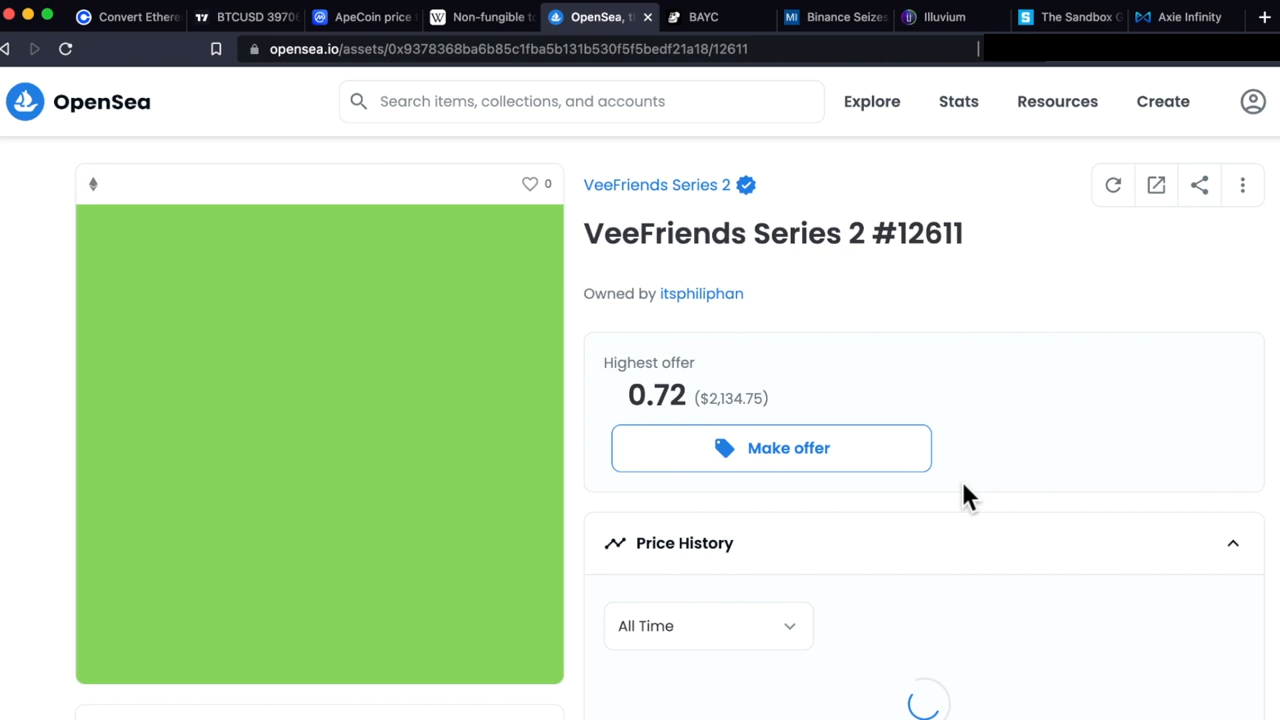 Convert Ethere
BTCUSD 3970
ApeCoin price
Non-fungible to
OpenSea, t
BAYC
Binance Seizes
Illuvium
The Sandbox G
Axie Infinity
opensea.io/assets/0x9378368ba6b85c1fba5b131b530f5f5bedf21a18/12611
OpenSea
Search items, collections, and accounts
Explore
Stats
Resources
Create
0
VeeFriends Series 2
VeeFriends Series 2 #12611
Owned by itsphiliphan
Highest offer
0.72 ($2,134.75)
Make offer
Price History
All Time